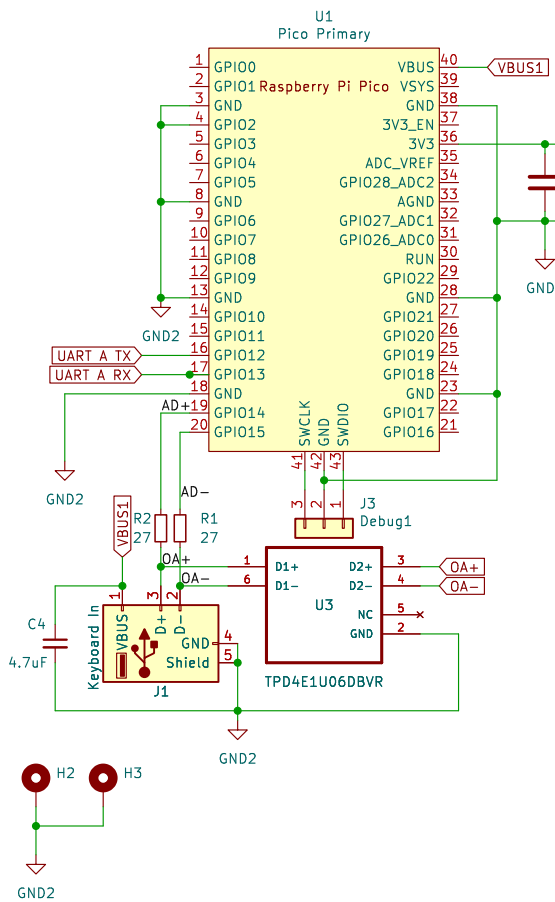 U1
Pico Primary
Raspberry Pi Pico
1 GPIO0
2 GPIO1
3 GND
4 GPIO2
5 GPIO3
6 GPIO4
7 GPIO5
8 GND
9 GPIO6
10 GPIO7
11 GPIO8
12 GPIO9
13 GND
14 GPIO10
15 GPIO11
16 GPIO12
17 GPIO13
18 GND
19 GPIO14
20 GPIO15
VBUS 40
VSYS 39
GND 38
3V3_EN 37
3V3 36
ADC_VREF 35
GPIO28_ADC2 34
AGND 33
GPIO27_ADC1 32
GPIO26_ADC0 31
RUN 30
GPIO22 29
GND 28
GPIO21 27
GPIO20 26
GPIO19 25
GPIO18 24
GND 23
GPIO17 22
GPIO16 21
SWCLK 41
GND 42
SWDIO 43
VBUS1
GND
GND2
UART A TX
UART A RX
GND2
AD+
AD-
3 2 1
J3
Debug1
VBUS1
R2
27
R1
27
OA+
OA-
1 D1+
6 D1-
D2+ 3
D2- 4
NC 5
GND 2
U3
TPD4E1U06DBVR
OA+
OA-
C4
4.7uF
Keyboard In
1 VBUS
3 D+
2 D-
GND 4
Shield 5
J1
GND2
H2
H3
GND2